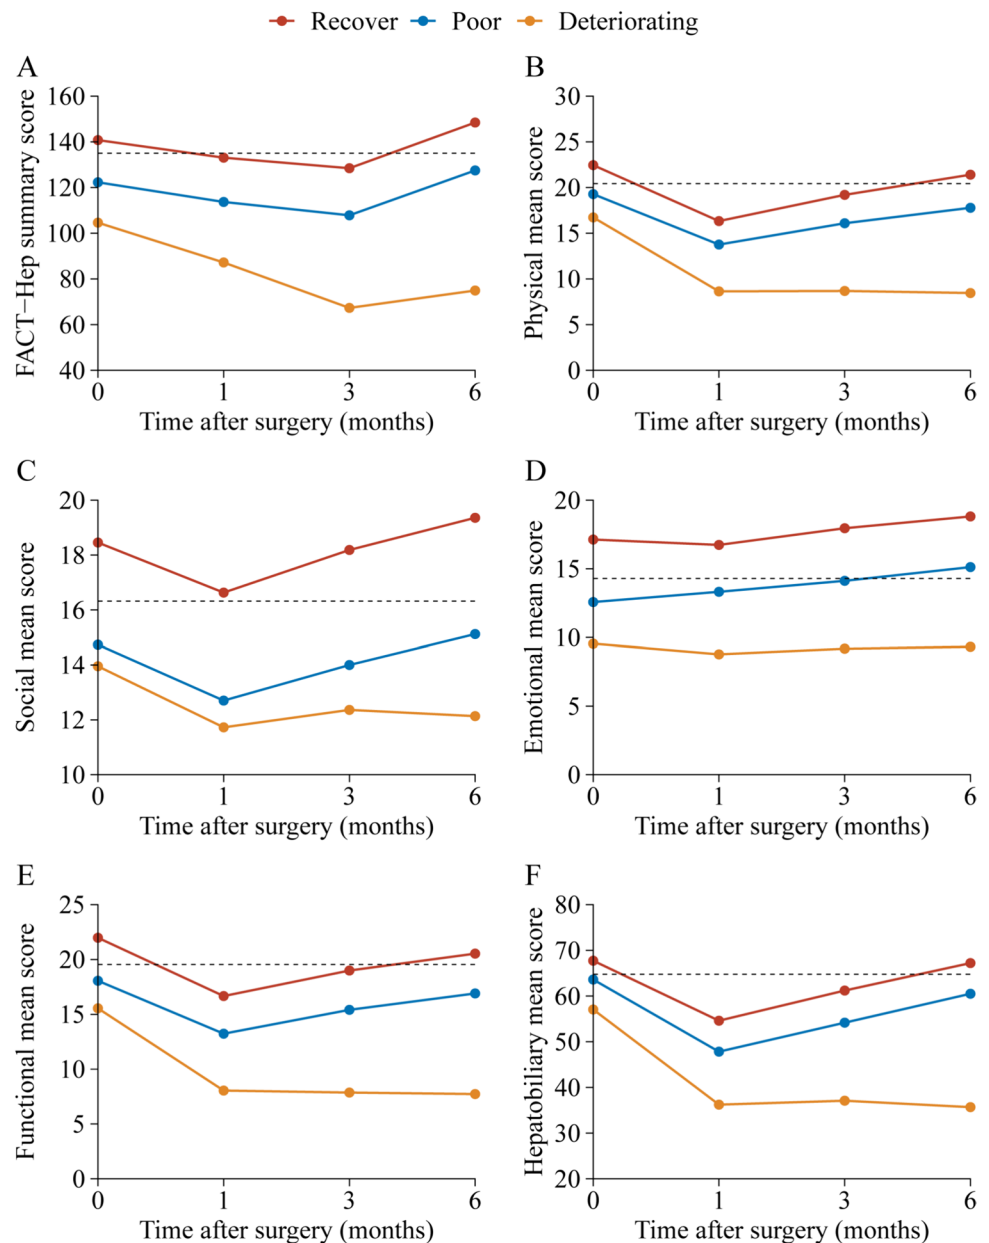 Recover Poor Deteriorating
A
FACT–Hep summary score
160
140
120
100
80
60
40
0 1 3 6
Time after surgery (months)
B
Physical mean score
30
25
20
15
10
5
0
0 1 3 6
Time after surgery (months)
C
Social mean score
20
18
16
14
12
10
0 1 3 6
Time after surgery (months)
D
Emotional mean score
20
15
10
5
0
0 1 3 6
Time after surgery (months)
E
Functional mean score
25
20
15
10
5
0
0 1 3 6
Time after surgery (months)
F
Hepatobiliary mean score
80
70
60
50
40
30
20
0 1 3 6
Time after surgery (months)